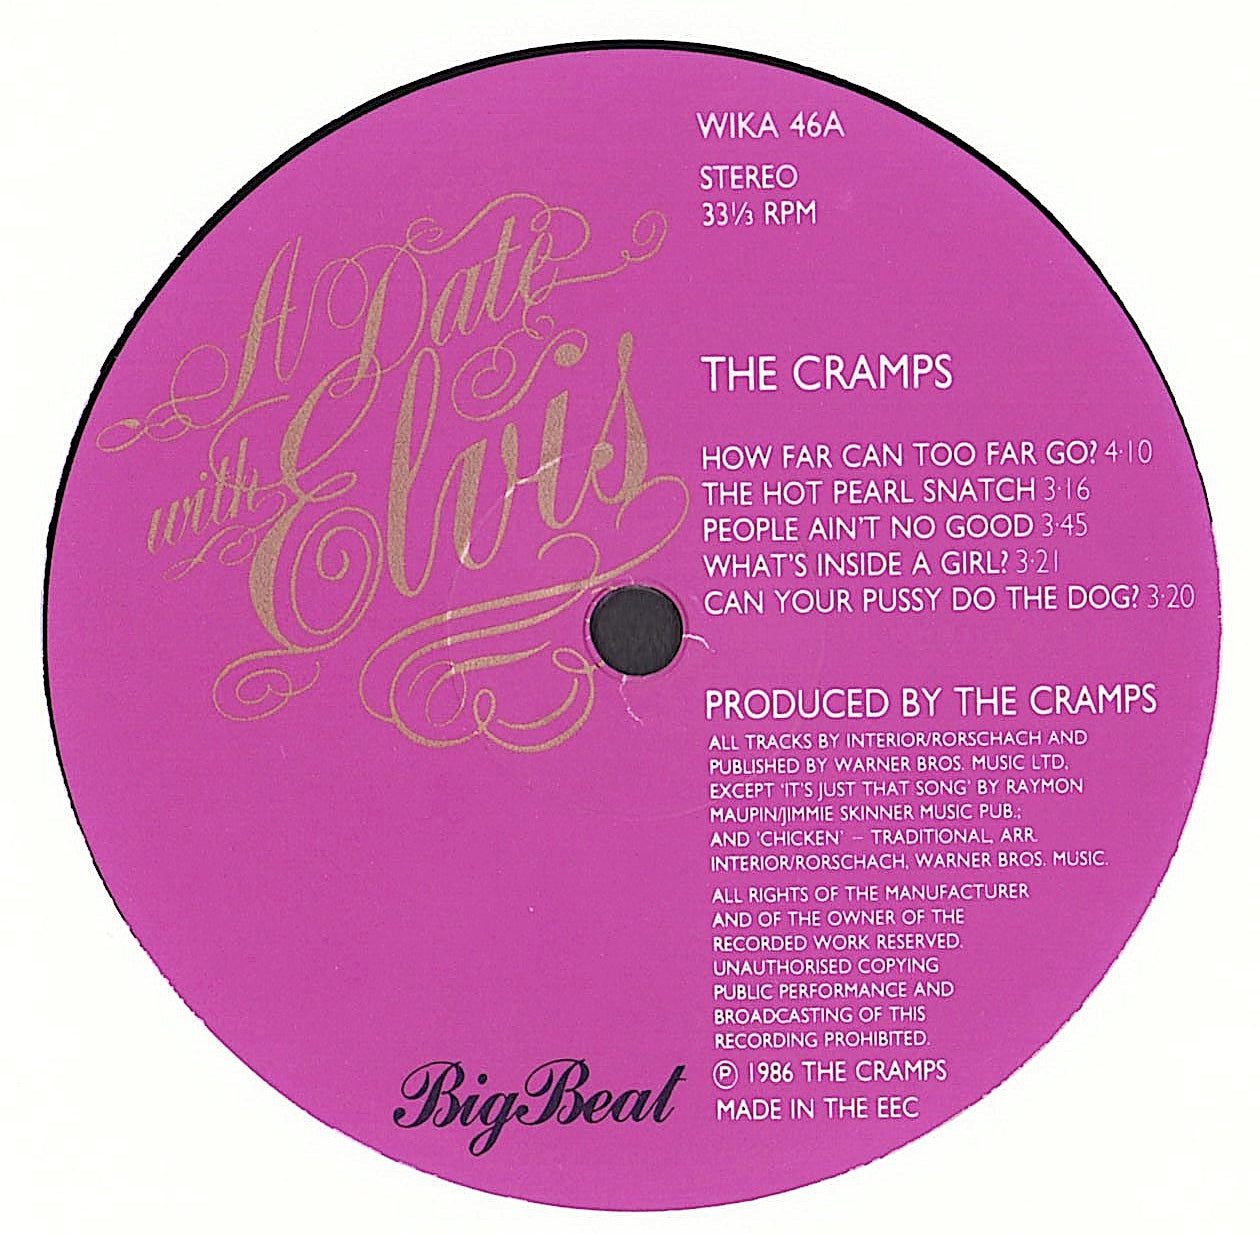 WIKA 46A
STEREO
33⅓ RPM
A Date
with Elvis
THE CRAMPS
HOW FAR CAN TOO FAR GO? 4·10
THE HOT PEARL SNATCH 3·16
PEOPLE AIN'T NO GOOD 3·45
WHAT'S INSIDE A GIRL? 3·21
CAN YOUR PUSSY DO THE DOG? 3·20
PRODUCED BY THE CRAMPS
ALL TRACKS BY INTERIOR/RORSCHACH AND
PUBLISHED BY WARNER BROS. MUSIC LTD,
EXCEPT 'IT'S JUST THAT SONG' BY RAYMON
MAUPIN/JIMMIE SKINNER MUSIC PUB.;
AND 'CHICKEN' – TRADITIONAL, ARR.
INTERIOR/RORSCHACH, WARNER BROS. MUSIC.
ALL RIGHTS OF THE MANUFACTURER
AND OF THE OWNER OF THE
RECORDED WORK RESERVED.
UNAUTHORISED COPYING
PUBLIC PERFORMANCE AND
BROADCASTING OF THIS
RECORDING PROHIBITED.
℗ 1986 THE CRAMPS
MADE IN THE EEC
Big Beat